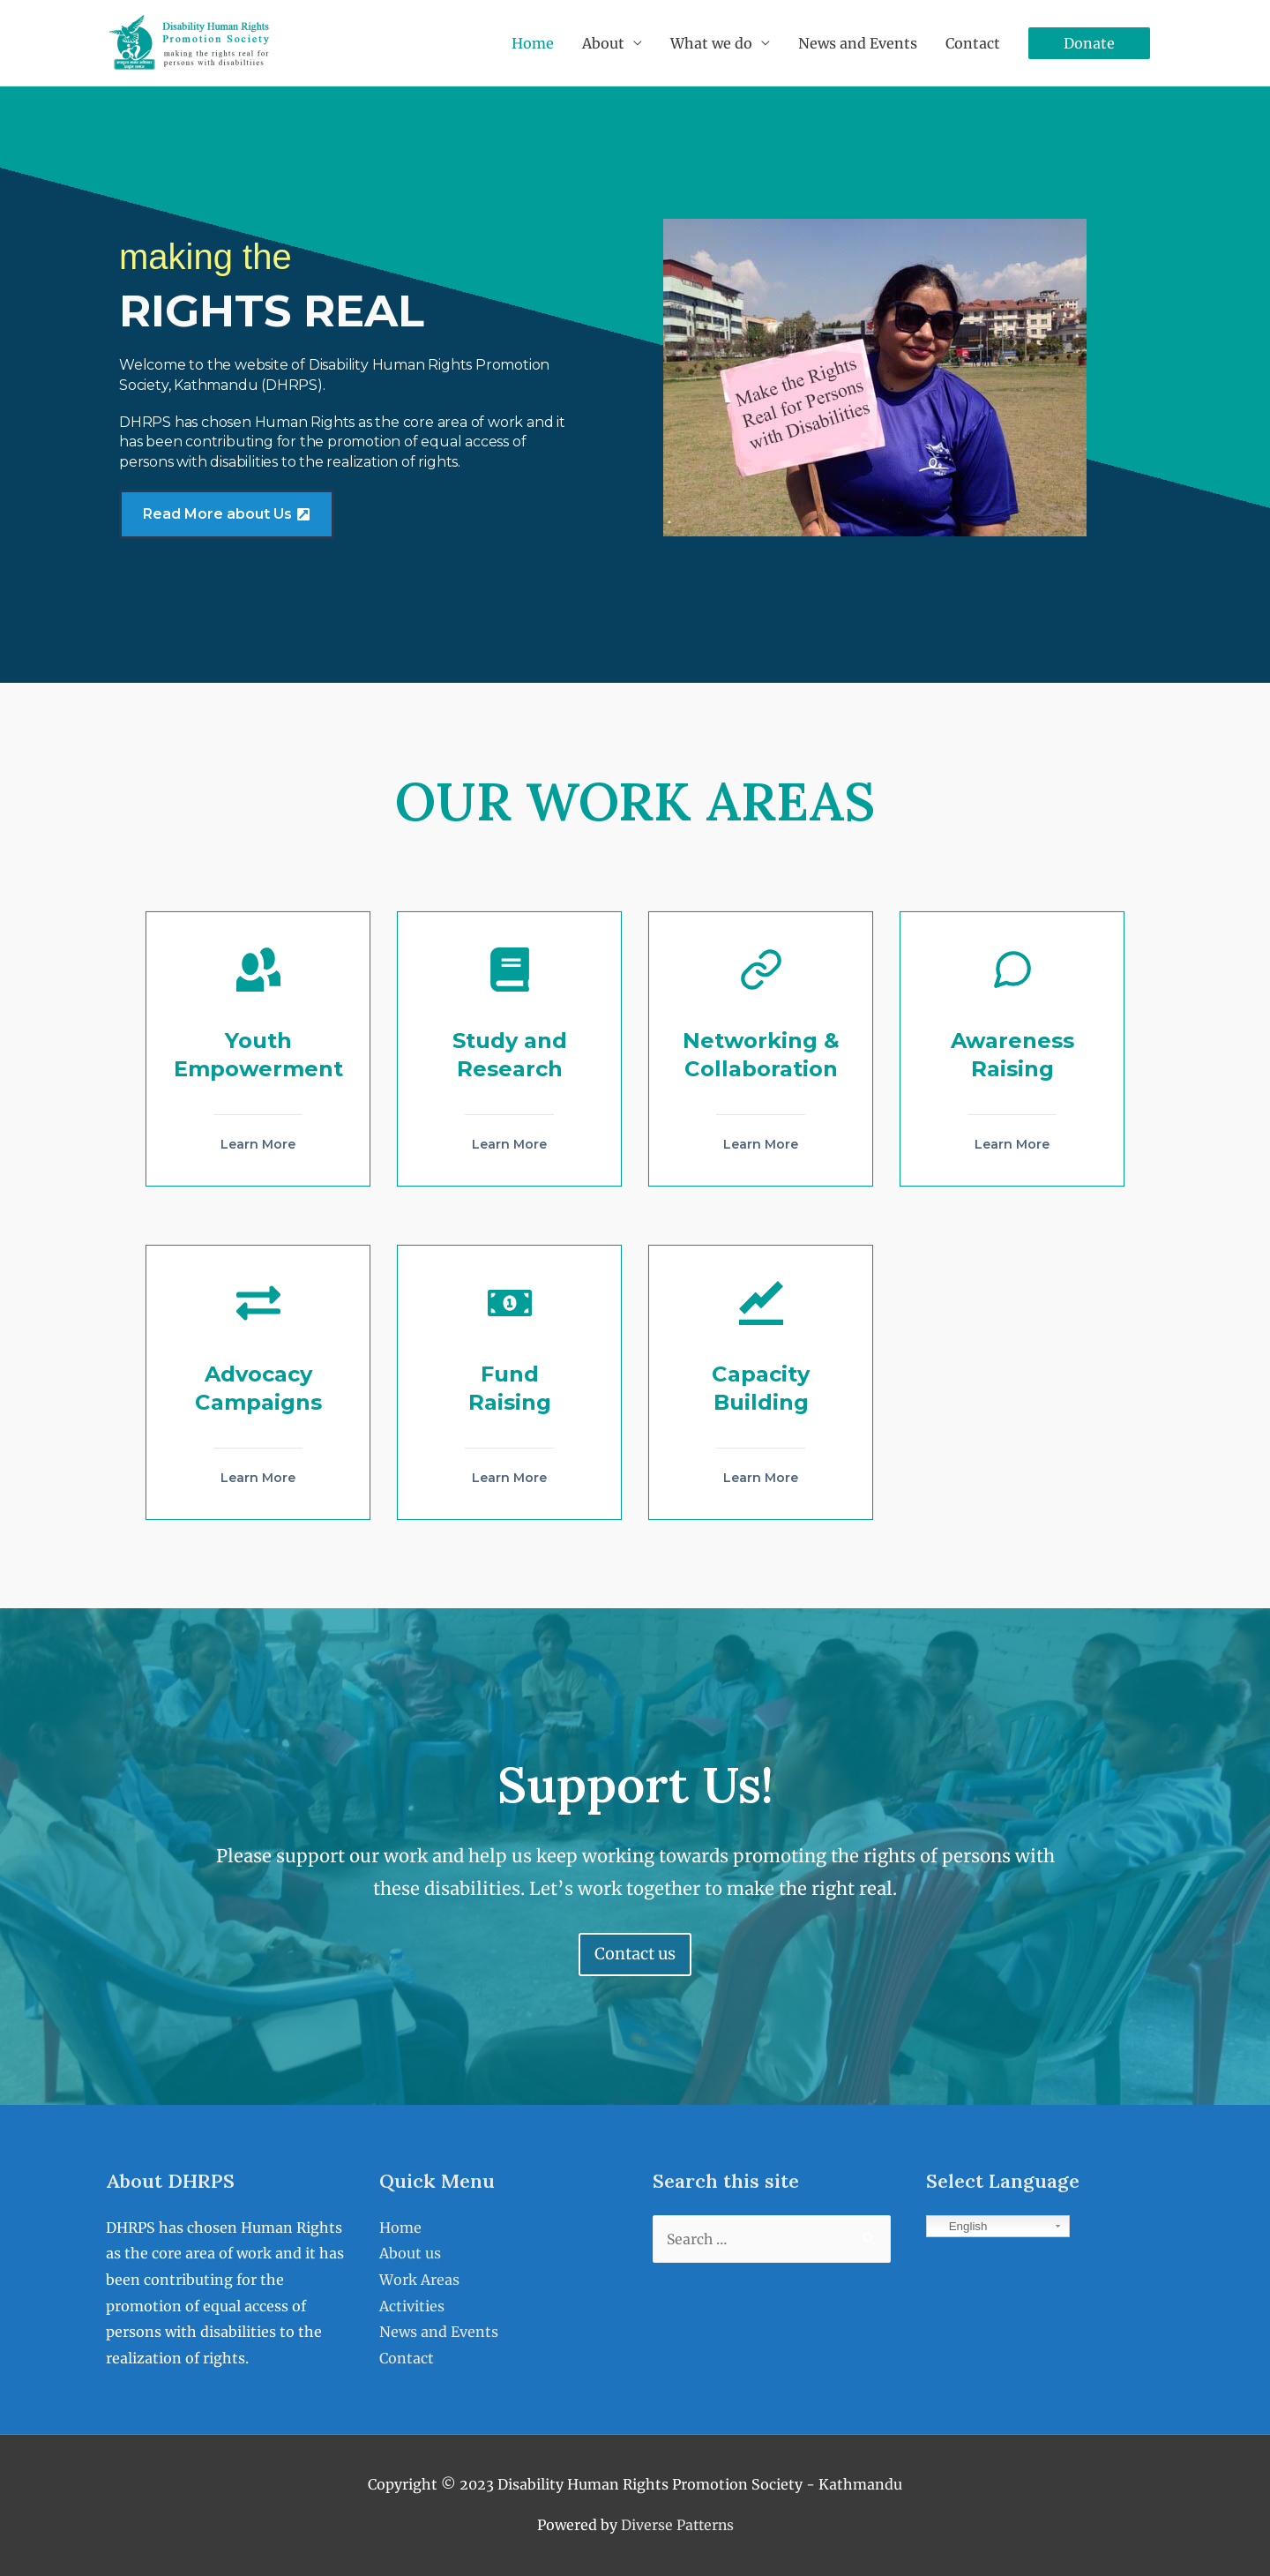 Disability Human Rights
Promotion Society
making the rights real for
persons with disabiltiies
Home
About
What we do
News and Events
Contact
Donate
making the
RIGHTS REAL
Welcome to the website of Disability Human Rights Promotion
Society, Kathmandu (DHRPS).
DHRPS has chosen Human Rights as the core area of work and it
has been contributing for the promotion of equal access of
persons with disabilities to the realization of rights.
Read More about Us
Make the Rights
Real for Persons
with Disabilities
OUR WORK AREAS
Youth
Empowerment
Learn More
Study and
Research
Learn More
Networking &
Collaboration
Learn More
Awareness
Raising
Learn More
Advocacy
Campaigns
Learn More
Fund
Raising
Learn More
Capacity
Building
Learn More
Support Us!
Please support our work and help us keep working towards promoting the rights of persons with
these disabilities. Let’s work together to make the right real.
Contact us
About DHRPS
DHRPS has chosen Human Rights
as the core area of work and it has
been contributing for the
promotion of equal access of
persons with disabilities to the
realization of rights.
Quick Menu
Home
About us
Work Areas
Activities
News and Events
Contact
Search this site
Search ...
Select Language
English
Copyright © 2023 Disability Human Rights Promotion Society - Kathmandu
Powered by Diverse Patterns